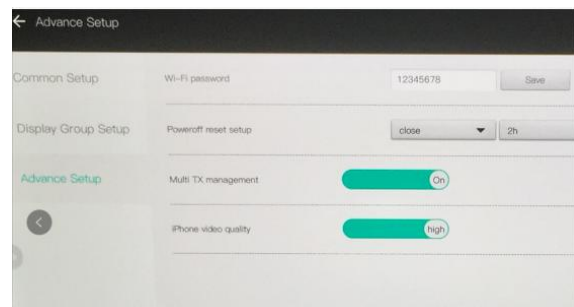 ← Advance Setup
Common Setup
Wi-Fi password
12345678
Save
Display Group Setup
Poweroff reset setup
close
2h
Advance Setup
Multi TX management
On
iPhone video quality
high